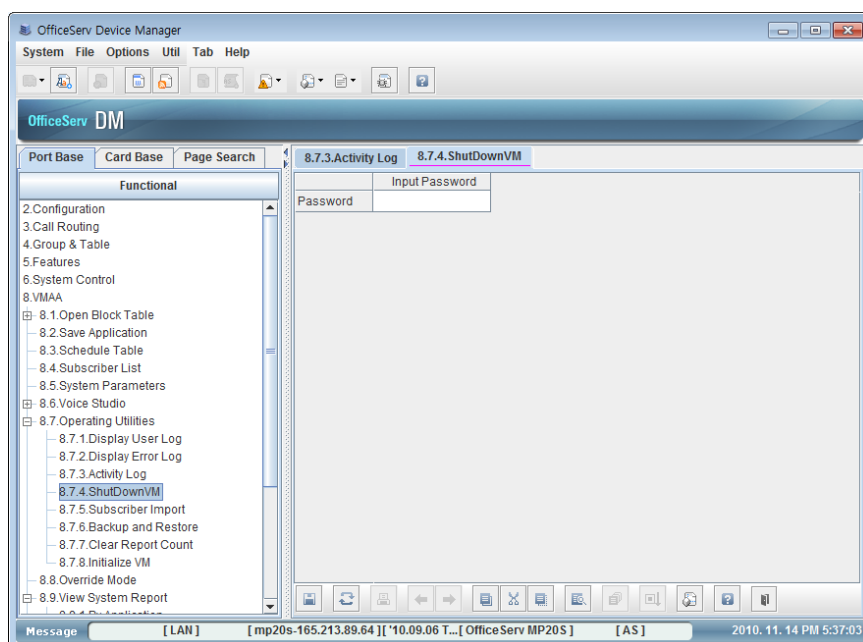 OfficeServ Device Manager
System File Options Util Tab Help
OfficeServ DM
Port Base Card Base Page Search
Functional
2.Configuration
3.Call Routing
4.Group & Table
5.Features
6.System Control
8.VMAA
8.1.Open Block Table
8.2.Save Application
8.3.Schedule Table
8.4.Subscriber List
8.5.System Parameters
8.6.Voice Studio
8.7.Operating Utilities
8.7.1.Display User Log
8.7.2.Display Error Log
8.7.3.Activity Log
8.7.4.ShutDownVM
8.7.5.Subscriber Import
8.7.6.Backup and Restore
8.7.7.Clear Report Count
8.7.8.Initialize VM
8.8.Override Mode
8.9.View System Report
8.7.3.Activity Log 8.7.4.ShutDownVM
Input Password
Password
Message [ LAN ] [ mp20s-165.213.89.64 ][ '10.09.06 T...[ OfficeServ MP20S ] [ AS ] 2010. 11. 14 PM 5:37:03